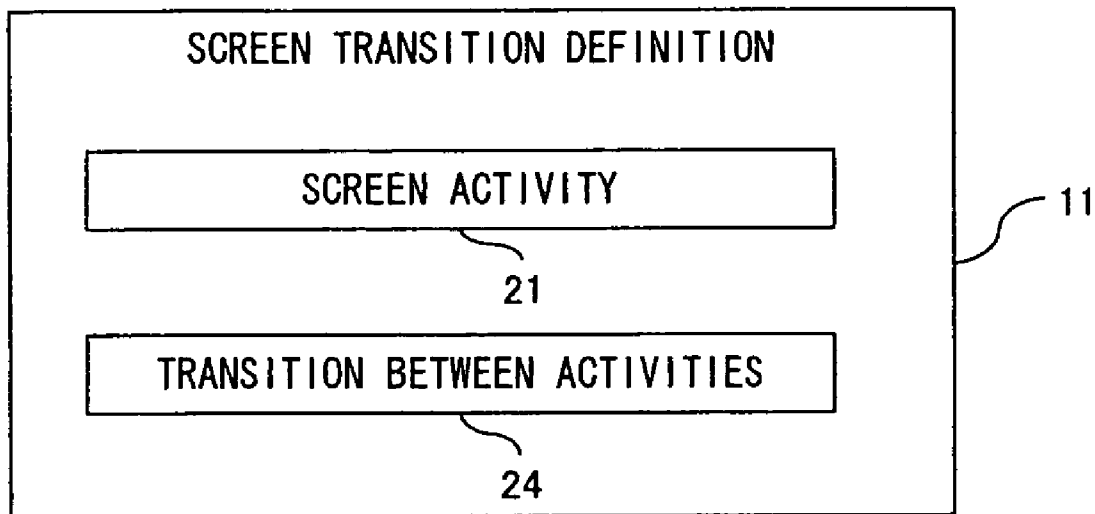 SCREEN TRANSITION DEFINITION
SCREEN ACTIVITY
11
21
TRANSITION BETWEEN ACTIVITIES
24